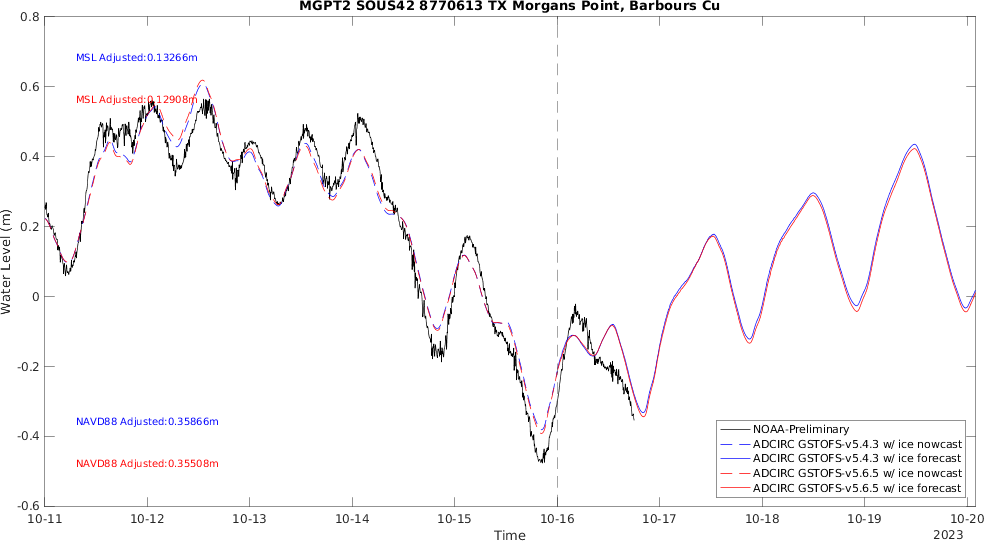 MGPT2 SOUS42 8770613 TX Morgans Point, Barbours Cu
0.8
0.6
0.4
0.2
0
-0.2
-0.4
-0.6
Water Level (m)
MSL Adjusted:0.13266m
MSL Adjusted:0.12908m
NAVD88 Adjusted:0.35866m
NAVD88 Adjusted:0.35508m
NOAA-Preliminary
ADCIRC GSTOFS-v5.4.3 w/ ice nowcast
ADCIRC GSTOFS-v5.4.3 w/ ice forecast
ADCIRC GSTOFS-v5.6.5 w/ ice nowcast
ADCIRC GSTOFS-v5.6.5 w/ ice forecast
10-11 10-12 10-13 10-14 10-15 10-16 10-17 10-18 10-19 10-20
Time
2023